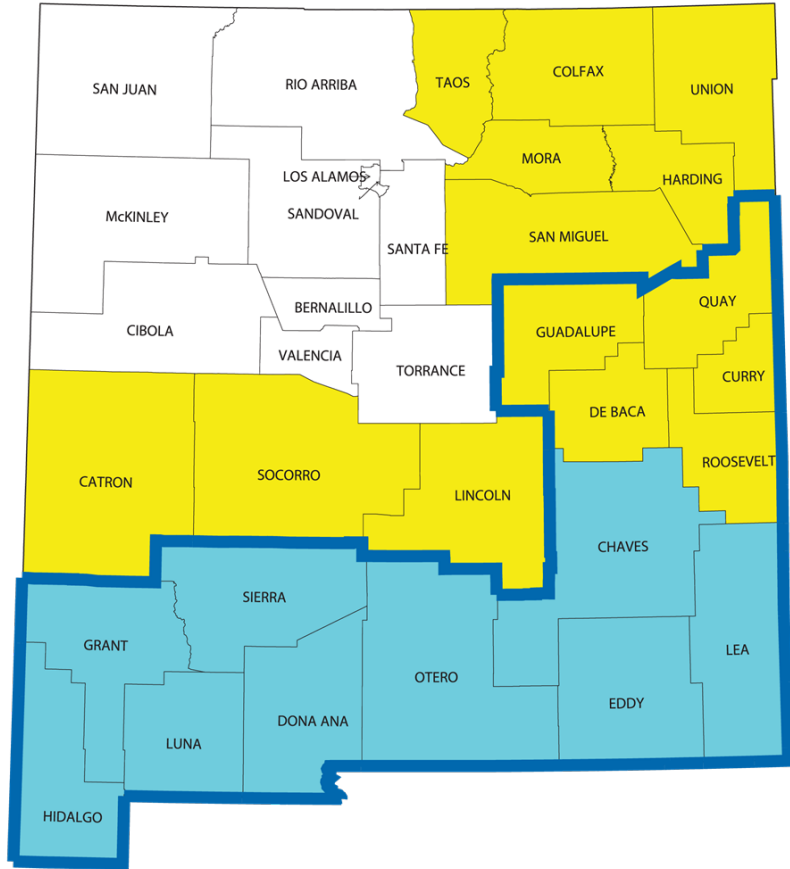 SAN JUAN
RIO ARRIBA
TAOS
COLFAX
UNION
MORA
HARDING
LOS ALAMOS
McKINLEY
SANDOVAL
SANTA FE
SAN MIGUEL
QUAY
BERNALILLO
CIBOLA
GUADALUPE
VALENCIA
TORRANCE
CURRY
DE BACA
ROOSEVELT
CATRON
SOCORRO
LINCOLN
CHAVES
SIERRA
GRANT
LEA
OTERO
EDDY
DONA ANA
LUNA
HIDALGO